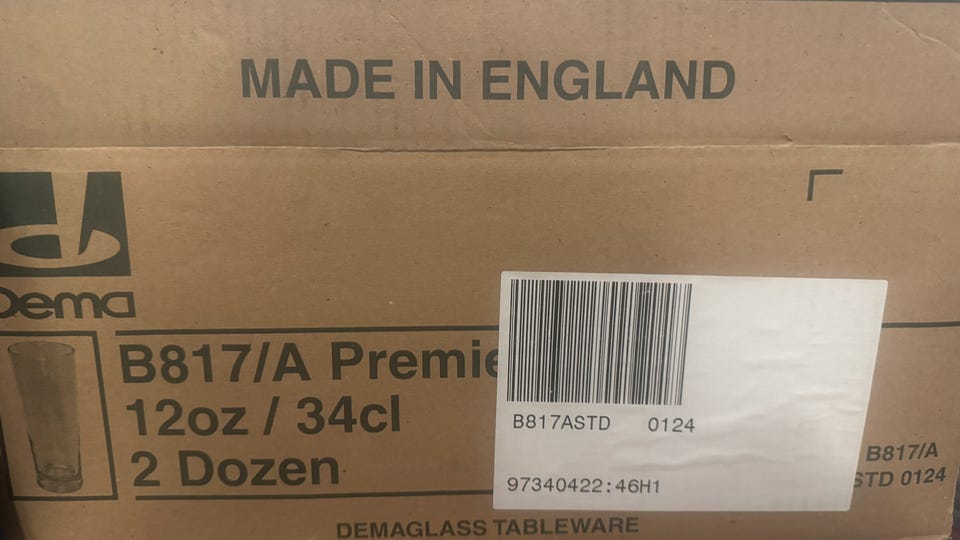 MADE IN ENGLAND
Dema
B817/A Premie
12oz / 34cl
2 Dozen
B817ASTD 0124
97340422:46H1
B817/A
STD 0124
DEMAGLASS TABLEWARE